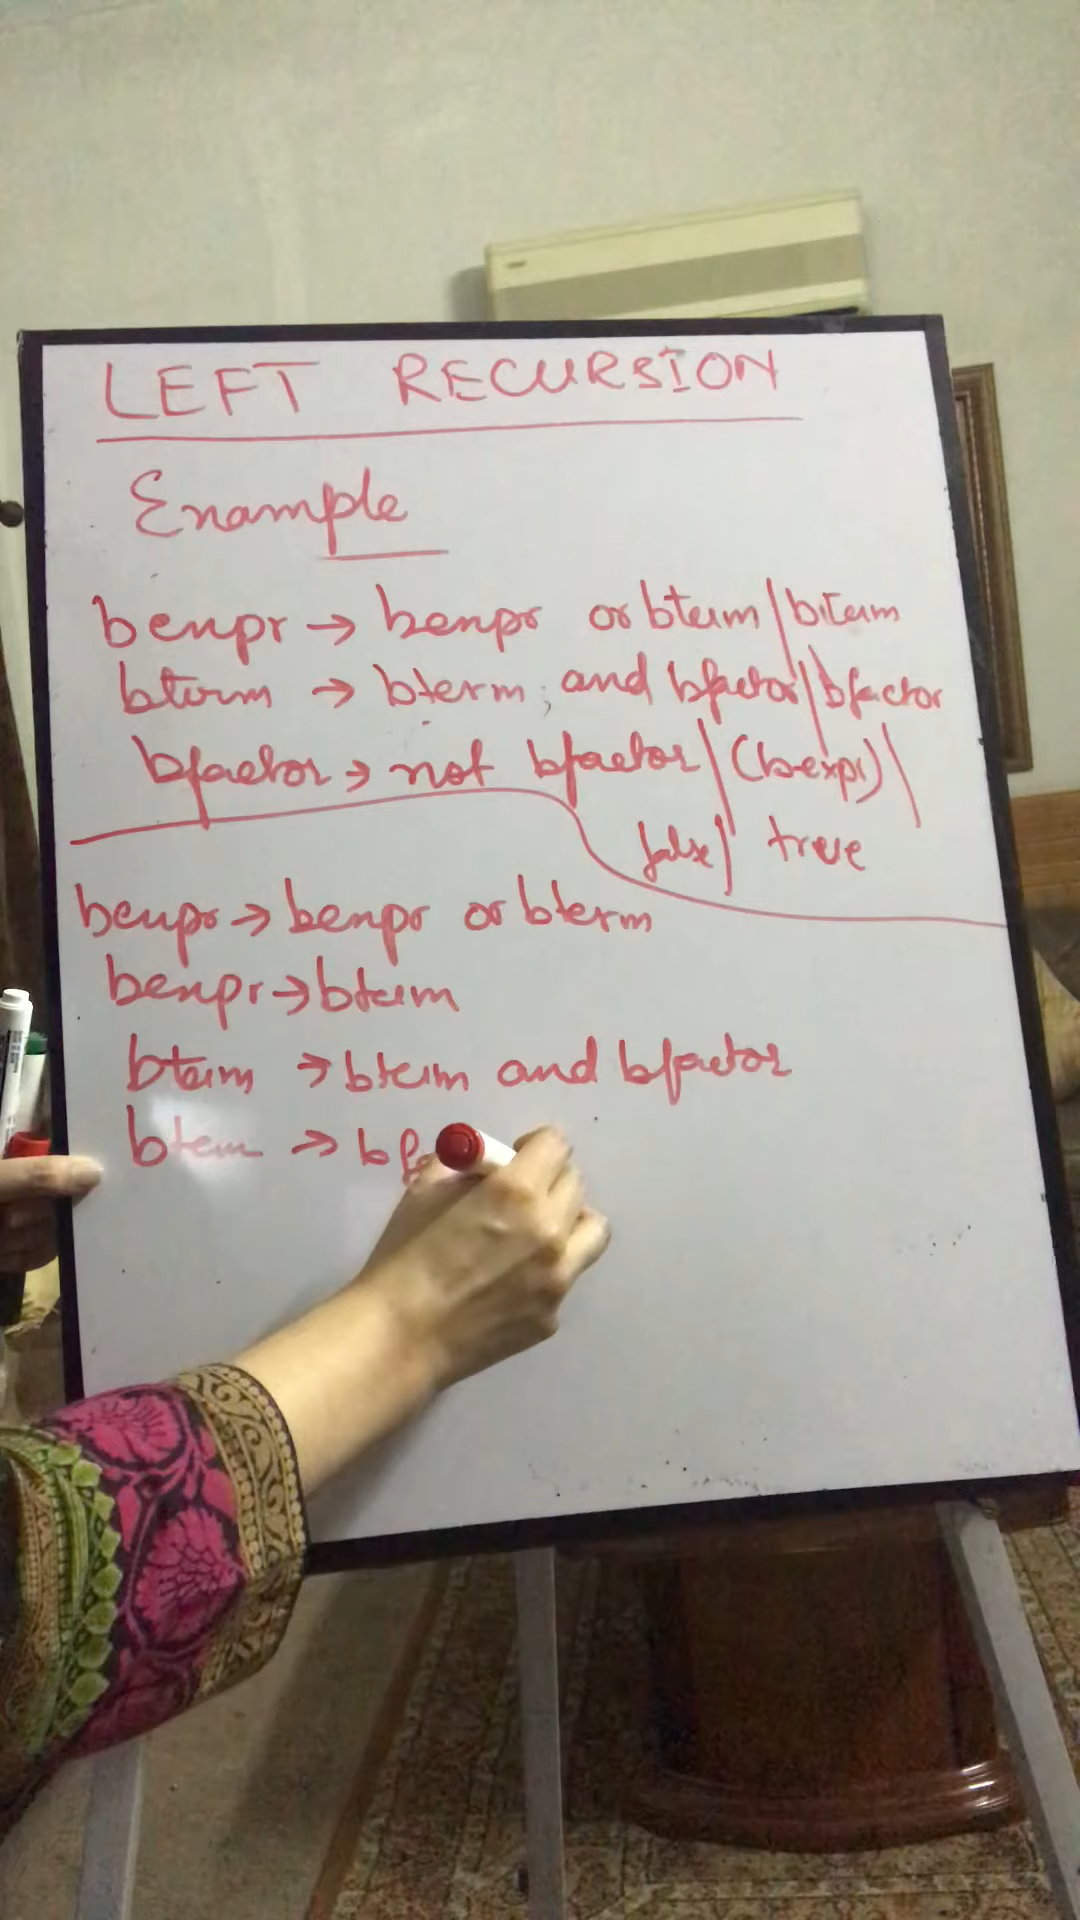 LEFT RECURSION
Example
bexpr → bexpr or bterm / bterm
bterm → bterm ; and bfactor / bfactor
bfactor → not bfactor / (bexpr) /
false / true
bexpr → bexpr or bterm
bexpr → bterm
bterm → bterm and bfactor
bterm → bf